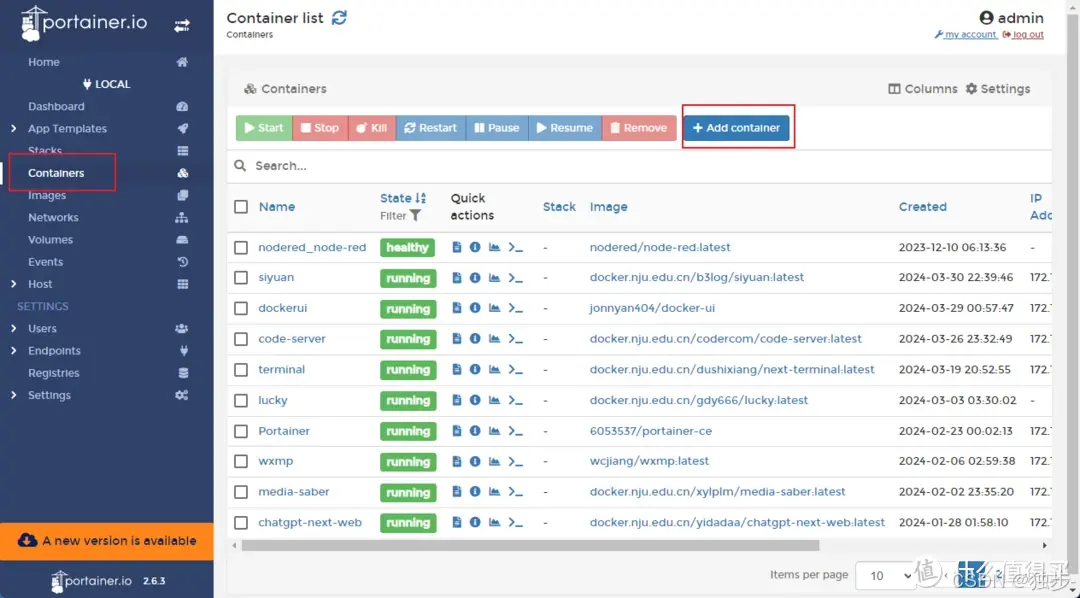 portainer.io
Container list
Containers
admin
my account log out
Home
LOCAL
Dashboard
App Templates
Stacks
Containers
Images
Networks
Volumes
Events
Host
SETTINGS
Users
Endpoints
Registries
Settings
A new version is available
portainer.io 2.6.3
Containers
Columns Settings
Start Stop Kill Restart Pause Resume Remove + Add container
Search...
Name State Filter Quick actions Stack Image Created IP
nodered_node-red healthy - nodered/node-red:latest 2023-12-10 06:13:36 -
siyuan running - docker.nju.edu.cn/b3log/siyuan:latest 2024-03-30 22:39:46 172.
dockerui running - jonnyan404/docker-ui 2024-03-29 00:57:47 172.
code-server running - docker.nju.edu.cn/codercom/code-server:latest 2024-03-26 23:32:49 172.
terminal running - docker.nju.edu.cn/dushixiang/next-terminal:latest 2024-03-19 20:52:55 172.
lucky running - docker.nju.edu.cn/gdy666/lucky:latest 2024-03-03 03:30:02 -
Portainer running - 6053537/portainer-ce 2024-02-23 00:02:13 172.
wxmp running - wcjiang/wxmp:latest 2024-02-06 02:59:38 172.
media-saber running - docker.nju.edu.cn/xylplm/media-saber:latest 2024-02-02 23:35:20 172.
chatgpt-next-web running - docker.nju.edu.cn/yidadaa/chatgpt-next-web:latest 2024-01-28 01:58:10 172.
Items per page 10
值 什么值得买
CSDN @独步